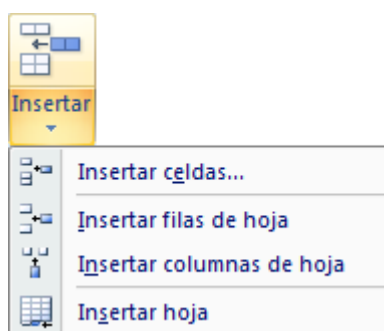 Insertar
Insertar celdas...
Insertar filas de hoja
Insertar columnas de hoja
Insertar hoja